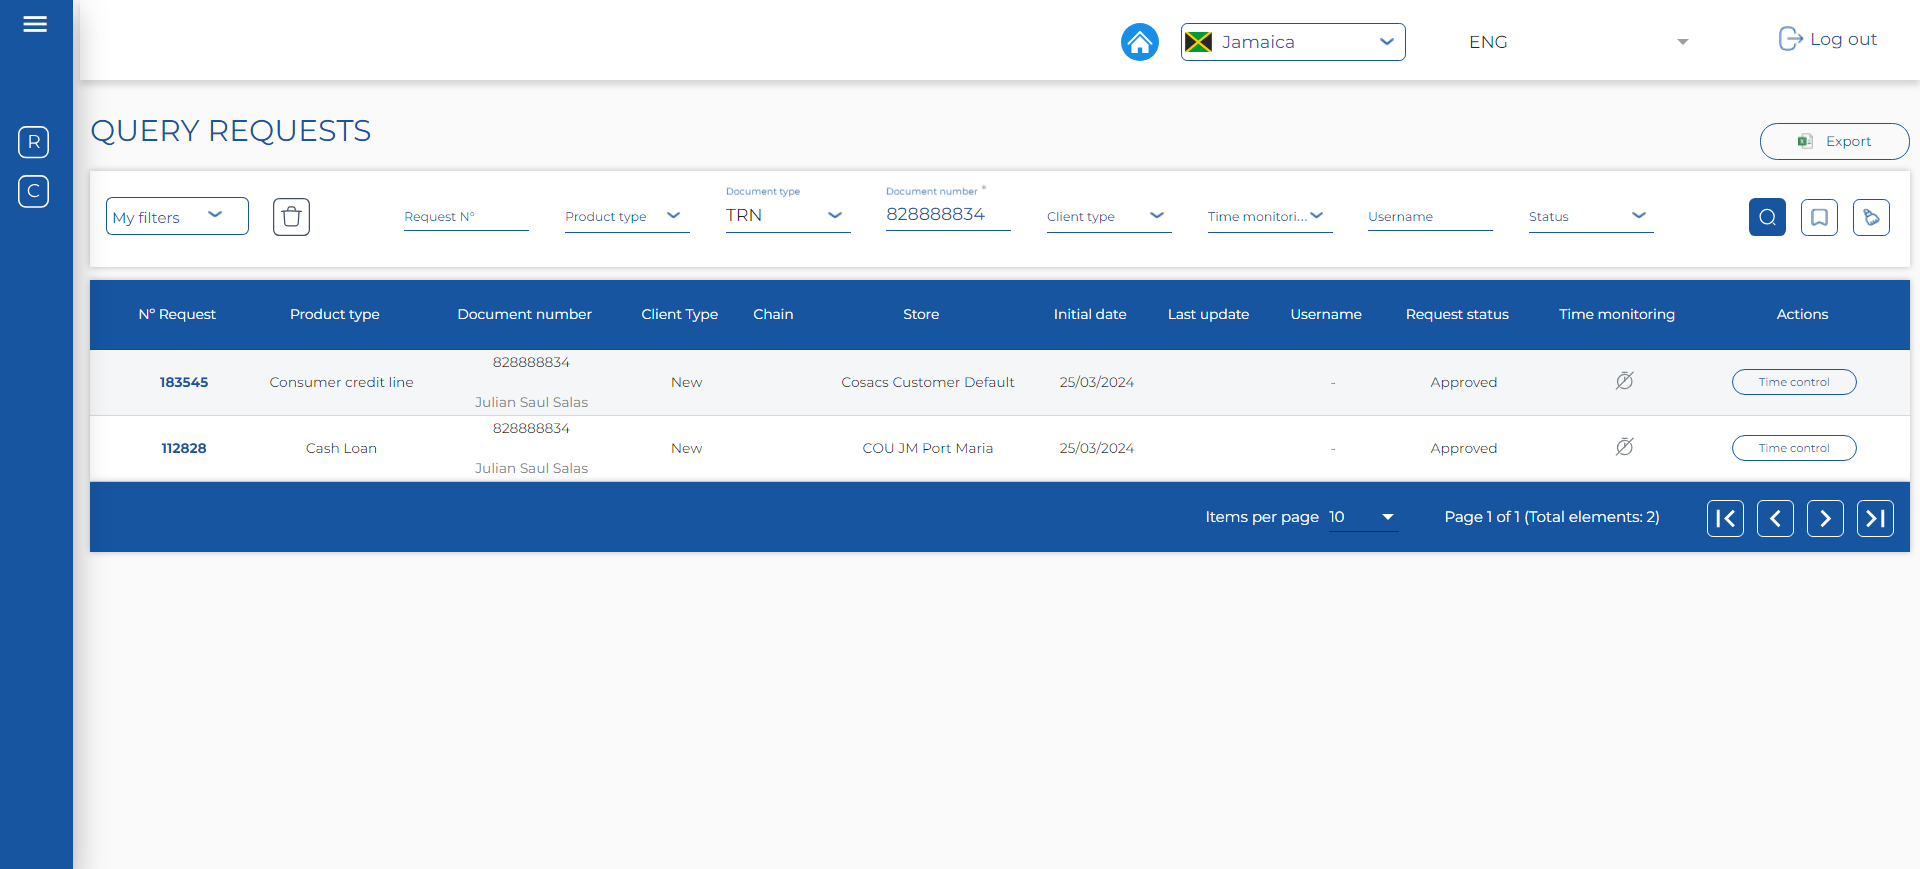 Jamaica
ENG
Log out
R
C
QUERY REQUESTS
Export
My filters
Request Nº
Product type
Document type
TRN
Document number *
828888834
Client type
Time monitori...
Username
Status
Nº Request Product type Document number Client Type Chain Store Initial date Last update Username Request status Time monitoring Actions
828888834
183545 Consumer credit line New Cosacs Customer Default 25/03/2024 - Approved Time control
Julian Saul Salas
828888834
112828 Cash Loan New COU JM Port Maria 25/03/2024 - Approved Time control
Julian Saul Salas
Items per page 10 Page 1 of 1 (Total elements: 2)